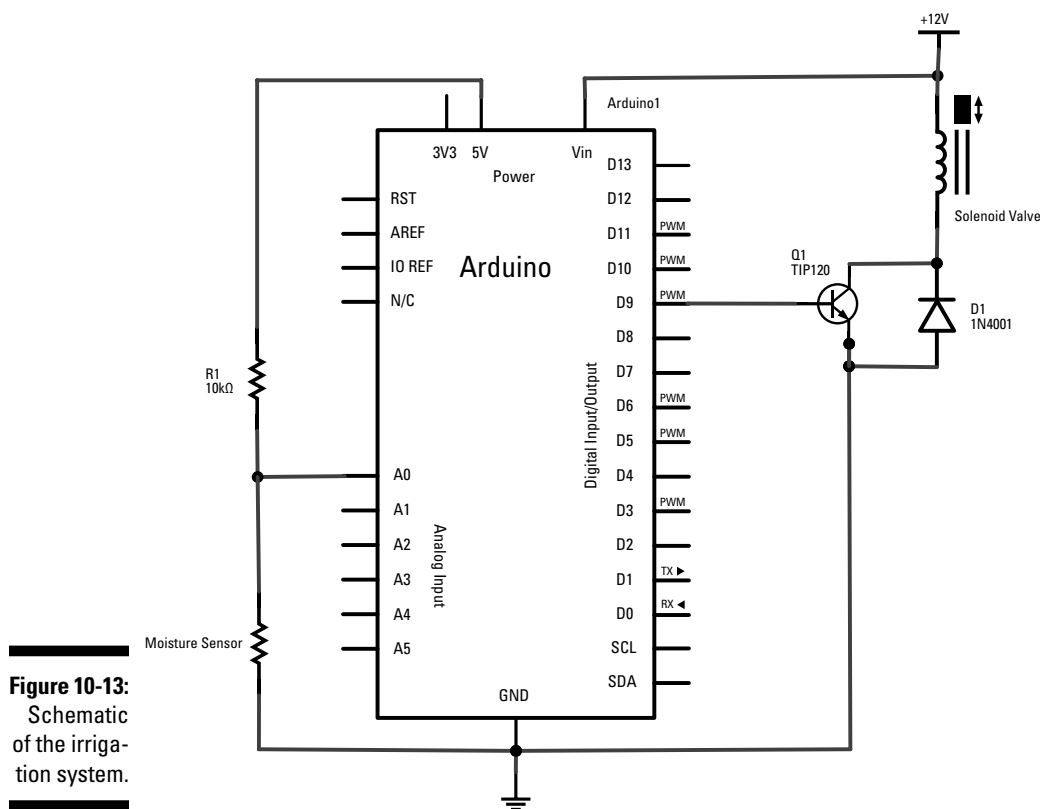 +12V
Arduino1
3V3 5V Vin
Power
Arduino
RST
AREF
IO REF
N/C
A0
A1
A2
A3
A4
A5
Analog Input
D13
D12
D11 PWM
D10 PWM
D9 PWM
D8
D7
D6 PWM
D5 PWM
D4
D3 PWM
D2
D1 TX ▶
D0 RX ◀
SCL
SDA
Digital Input/Output
GND
R1
10kΩ
Moisture Sensor
Solenoid Valve
Q1
TIP120
D1
1N4001
Figure 10-13:
Schematic
of the irriga-
tion system.